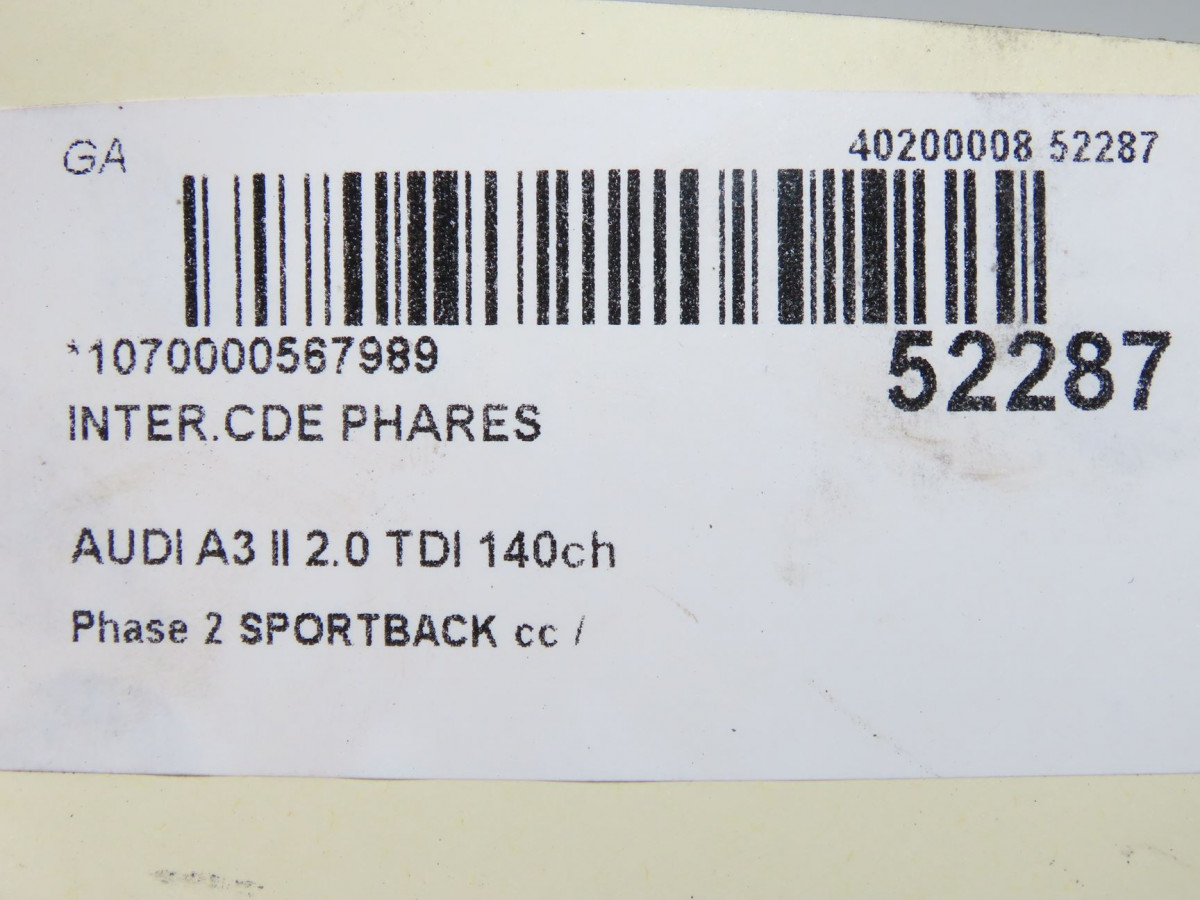 GA
40200008 52287
*1070000567989
52287
INTER.CDE PHARES
AUDI A3 II 2.0 TDI 140ch
Phase 2 SPORTBACK cc /